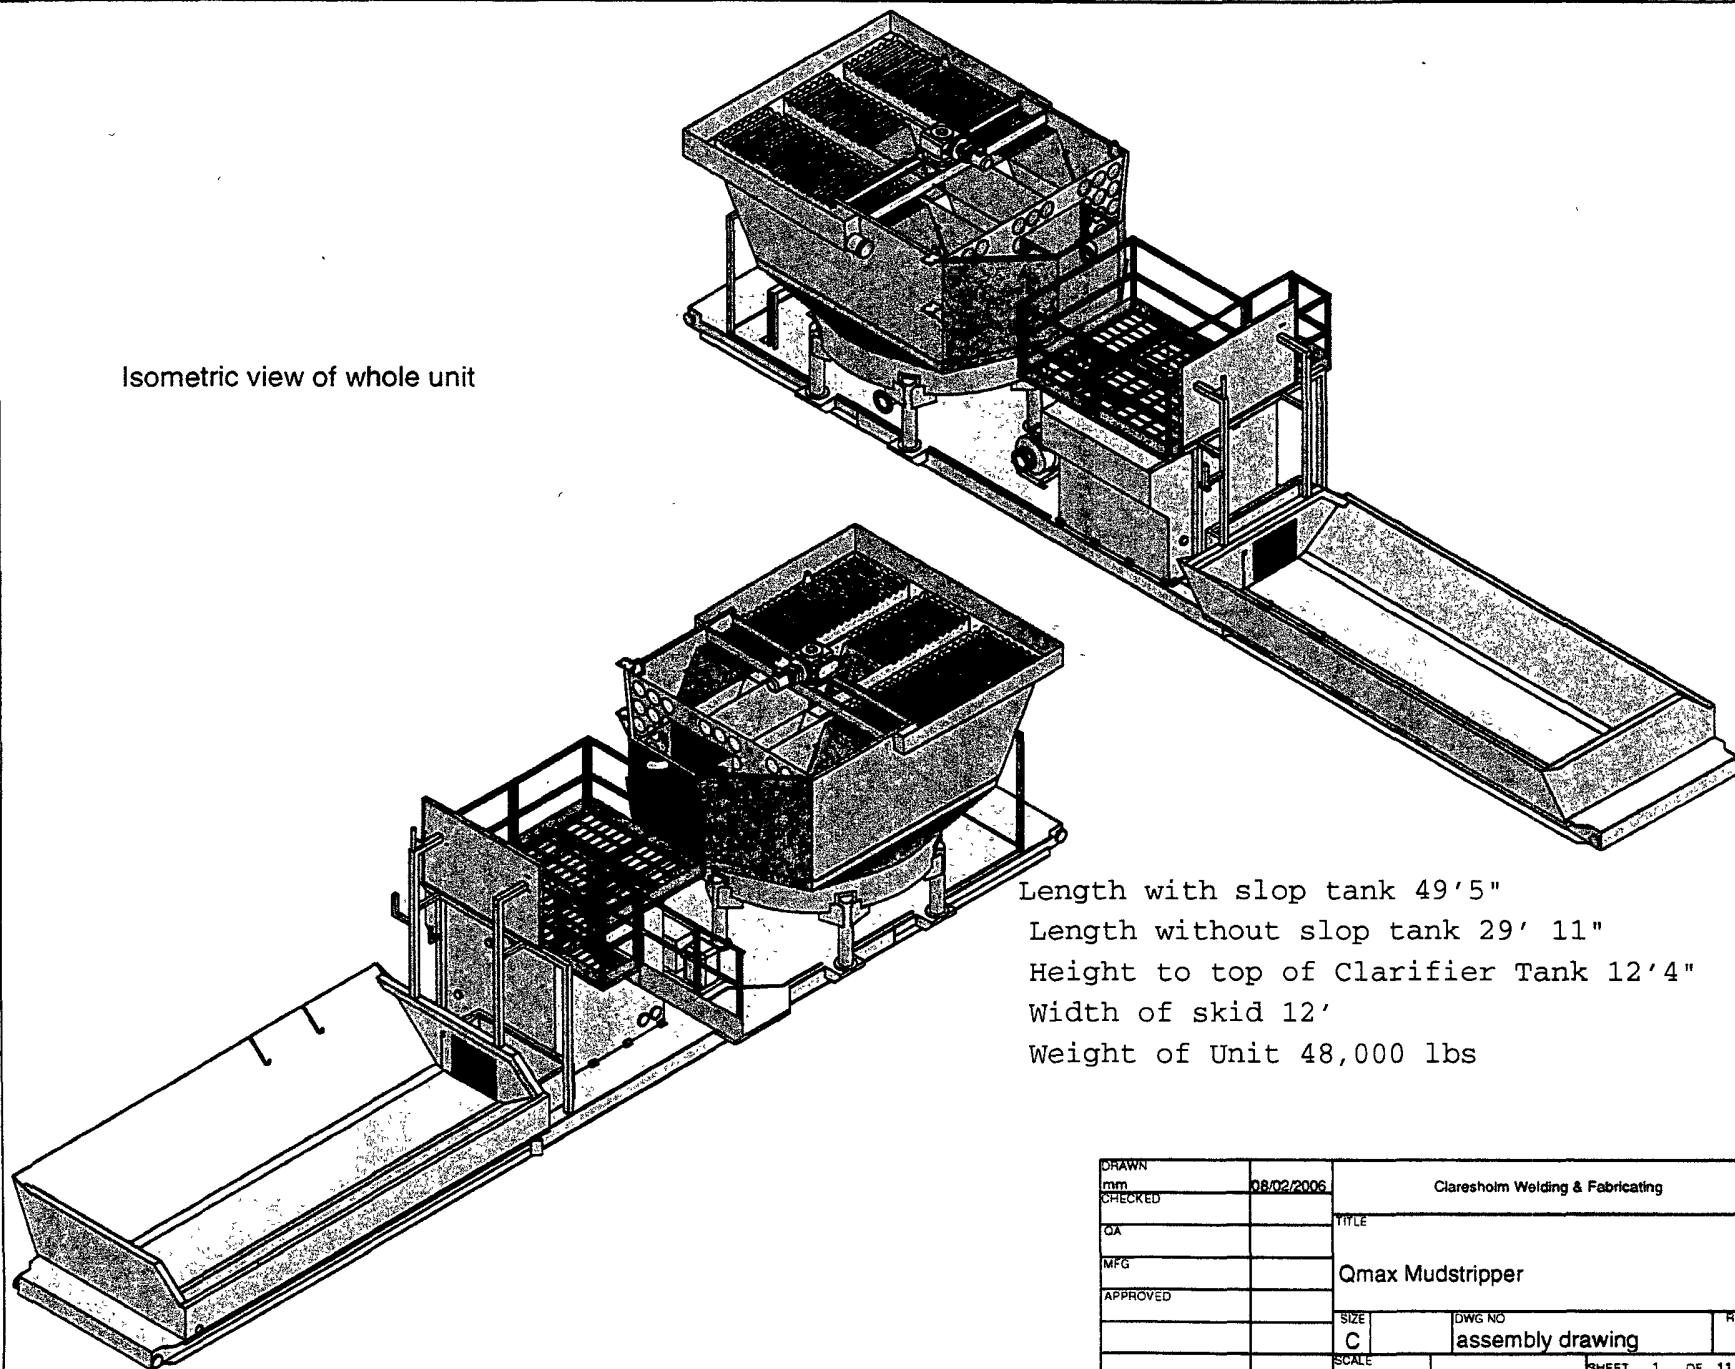 Isometric view of whole unit
Length with slop tank 49'5"
Length without slop tank 29' 11"
Height to top of Clarifier Tank 12'4"
Width of skid 12'
Weight of Unit 48,000 lbs
DRAWN
mm
08/02/2006
Claresholm Welding & Fabricating
CHECKED
QA
TITLE
MFG
Qmax Mudstripper
APPROVED
SIZE
C
DWG NO
assembly drawing
SCALE
SHEET 1 OF 11